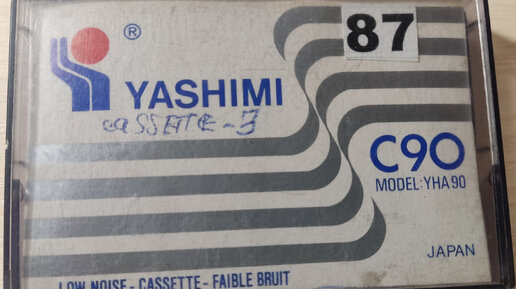 87
®
YASHIMI
CASSETTE-3
C90
MODEL:YHA90
JAPAN
LOW NOISE - CASSETTE - FAIBLE BRUIT